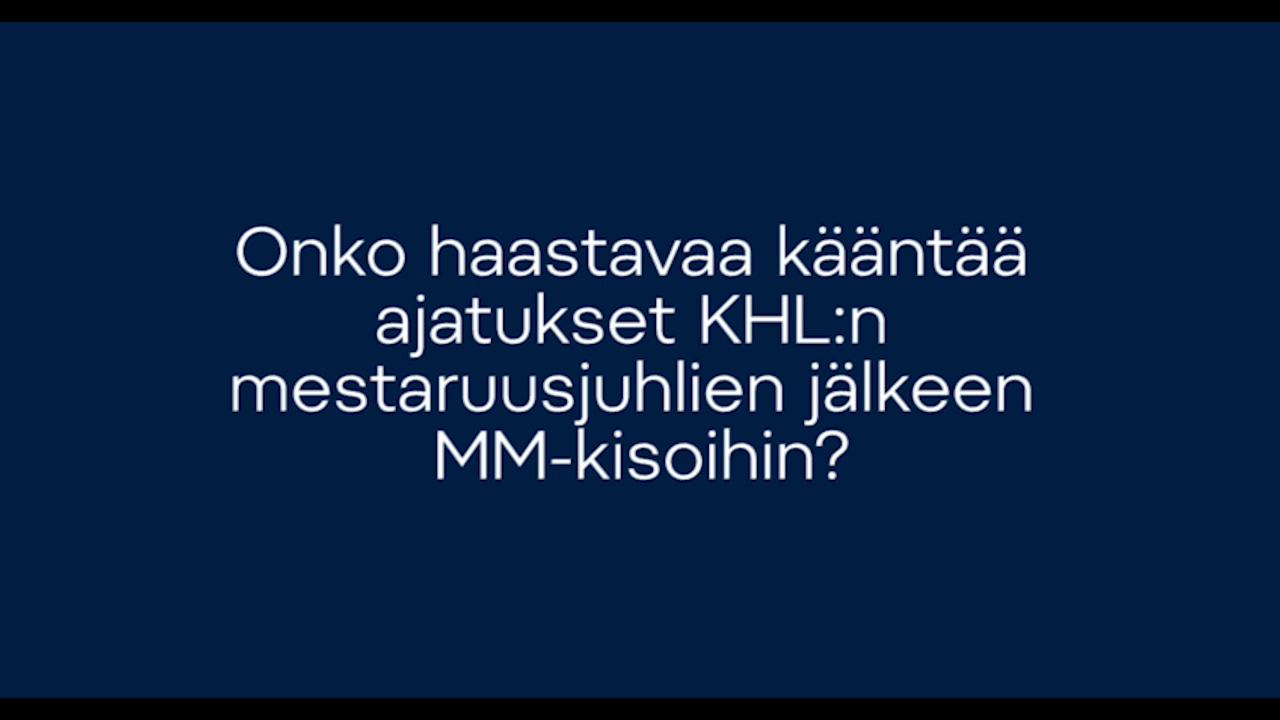 Onko haastavaa kääntää
ajatukset KHL:n
mestaruusjuhlien jälkeen
MM-kisoihin?